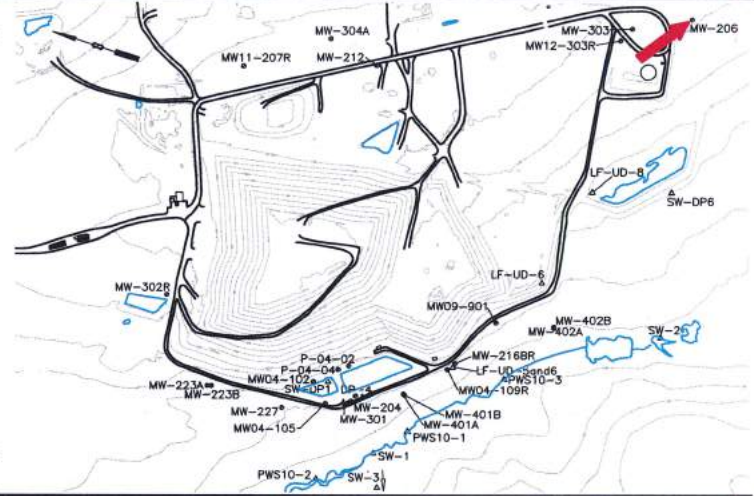 MW-304A
MW-303
MW-206
MW12-303R
MW11-207R
MW-212
LF-UD-8
SW-DP6
LF-UD-6
MW-302R
MW09-901
MW-402B
MW-402A
SW-2
P-04-02
MW-216BR
P-04-04
LF-UD-5and6
MW04-102
PWS10-3
SW-DP1
MW-223A
MW04-109R
MW-223B
MW-204
MW-227
MW-401B
MW-301
MW-401A
MW04-105
PWS10-1
SW-1
PWS10-2
SW-3